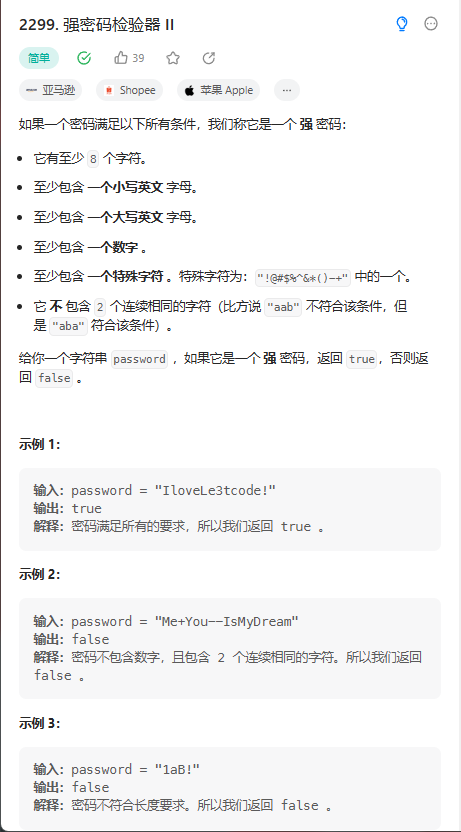 2299. 强密码检验器 II
简单
39
亚马逊 Shopee 苹果 Apple ...
如果一个密码满足以下所有条件，我们称它是一个 强 密码：
• 它有至少 8 个字符。
• 至少包含 一个小写英文 字母。
• 至少包含 一个大写英文 字母。
• 至少包含 一个数字 。
• 至少包含 一个特殊字符 。特殊字符为： "!@#$%^&*()-+" 中的一个。
• 它 不 包含 2 个连续相同的字符（比方说 "aab" 不符合该条件，但
是 "aba" 符合该条件）。
给你一个字符串 password ，如果它是一个 强 密码，返回 true，否则返
回 false 。
示例 1：
输入：password = "IloveLe3tcode!"
输出：true
解释：密码满足所有的要求，所以我们返回 true 。
示例 2：
输入：password = "Me+You--IsMyDream"
输出：false
解释：密码不包含数字，且包含 2 个连续相同的字符。所以我们返回
false 。
示例 3：
输入：password = "1aB!"
输出：false
解释：密码不符合长度要求。所以我们返回 false 。